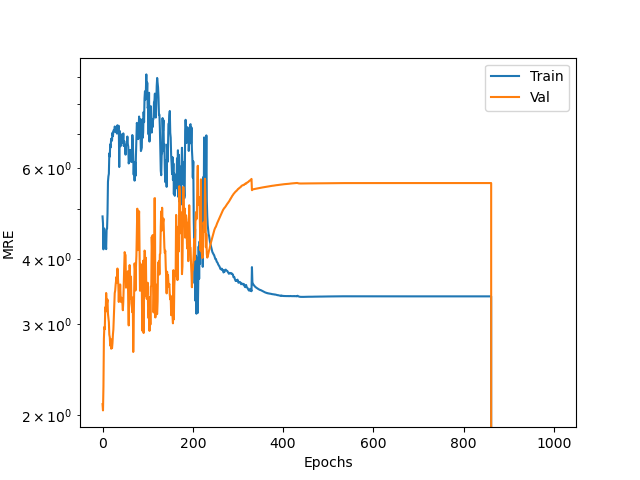 Train
Val
6 × 10⁰
4 × 10⁰
3 × 10⁰
2 × 10⁰
MRE
0 200 400 600 800 1000
Epochs